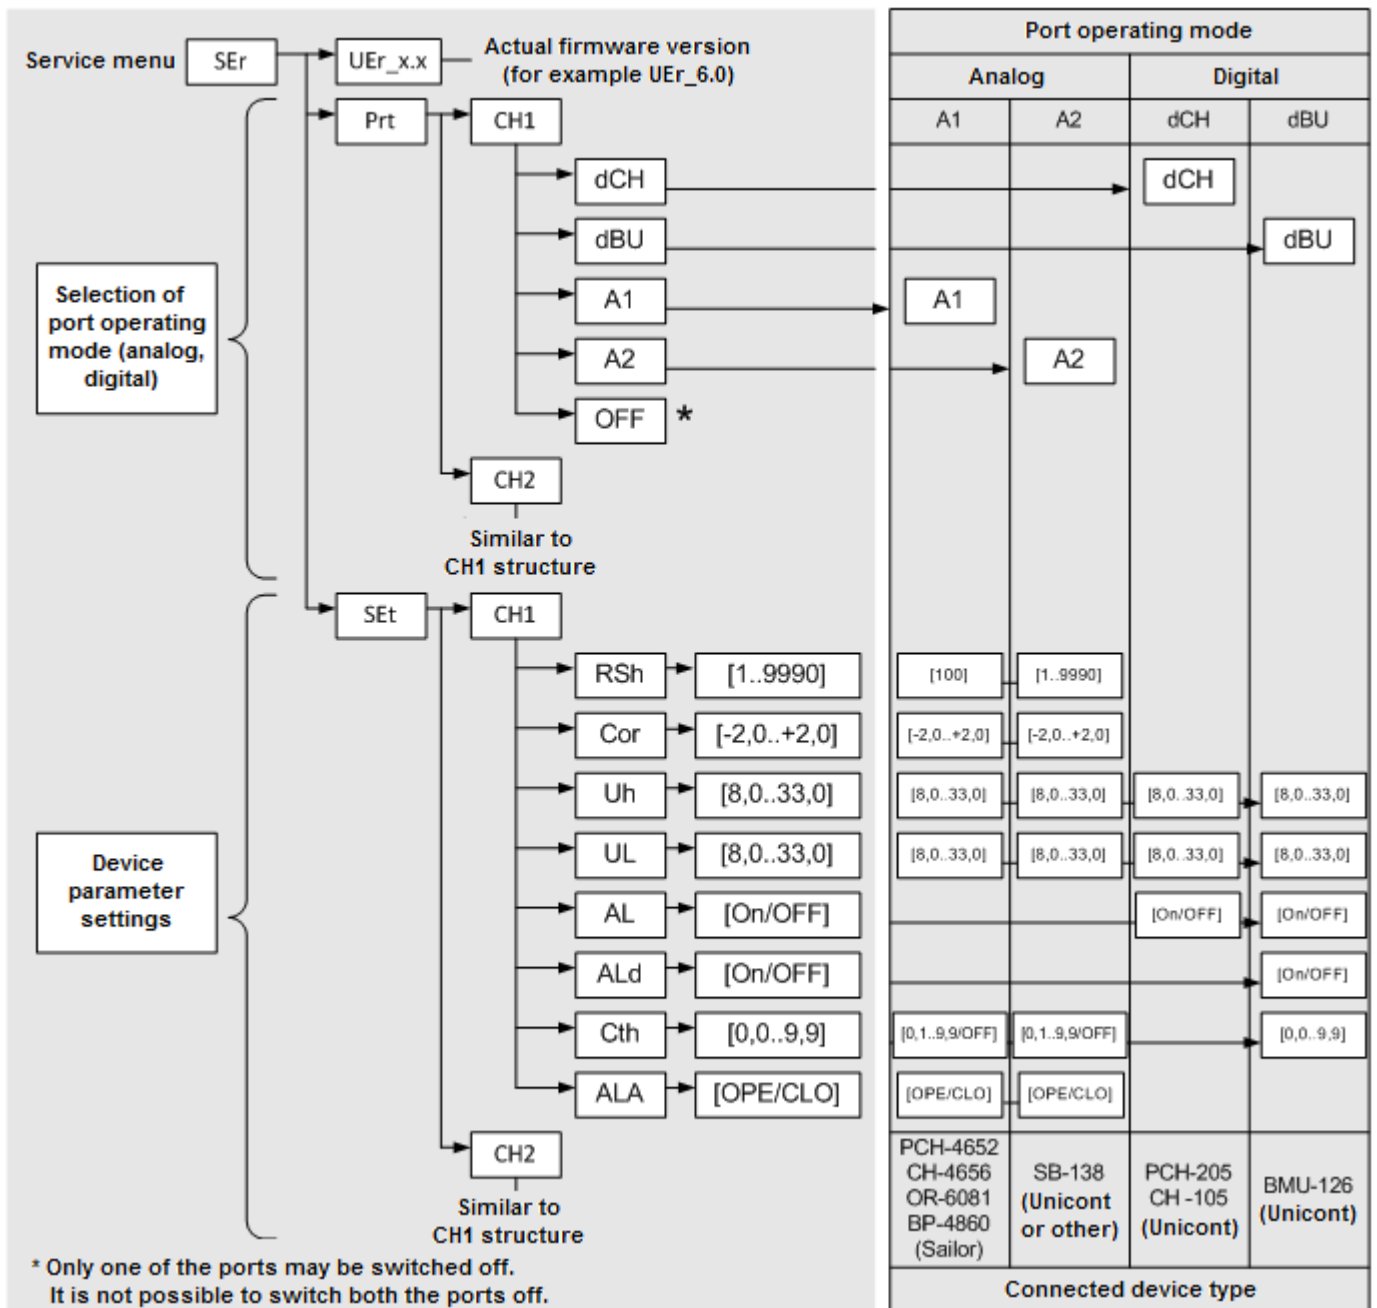 Service menu
SEr
UEr_x.x
Actual firmware version
(for example UEr_6.0)
Prt
CH1
dCH
dBU
A1
A2
OFF *
Selection of
port operating
mode (analog,
digital)
CH2
Similar to
CH1 structure
SEt
CH1
RSh
[1..9990]
Cor
[-2,0..+2,0]
Uh
[8,0..33,0]
UL
[8,0..33,0]
AL
[On/OFF]
ALd
[On/OFF]
Cth
[0,0..9,9]
ALA
[OPE/CLO]
Device
parameter
settings
CH2
Similar to
CH1 structure
* Only one of the ports may be switched off.
It is not possible to switch both the ports off.
Port operating mode
Analog
Digital
A1
A2
dCH
dBU
dCH
dBU
A1
A2
[100]
[1..9990]
[-2,0..+2,0]
[-2,0..+2,0]
[8,0..33,0]
[8,0..33,0]
[8,0..33,0]
[8,0..33,0]
[8,0..33,0]
[8,0..33,0]
[8,0..33,0]
[8,0..33,0]
[On/OFF]
[On/OFF]
[On/OFF]
[0,1..9,9/OFF]
[0,1..9,9/OFF]
[0,0..9,9]
[OPE/CLO]
[OPE/CLO]
PCH-4652
CH-4656
OR-6081
BP-4860
(Sailor)
SB-138
(Unicont
or other)
PCH-205
CH -105
(Unicont)
BMU-126
(Unicont)
Connected device type